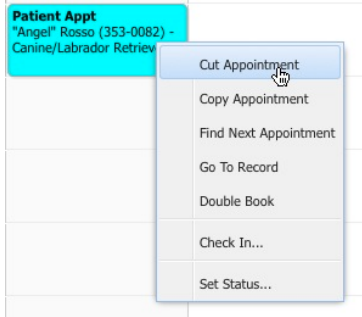 Patient Appt
"Angel" Rosso (353-0082) -
Canine/Labrador Retriev
Cut Appointment
Copy Appointment
Find Next Appointment
Go To Record
Double Book
Check In...
Set Status...